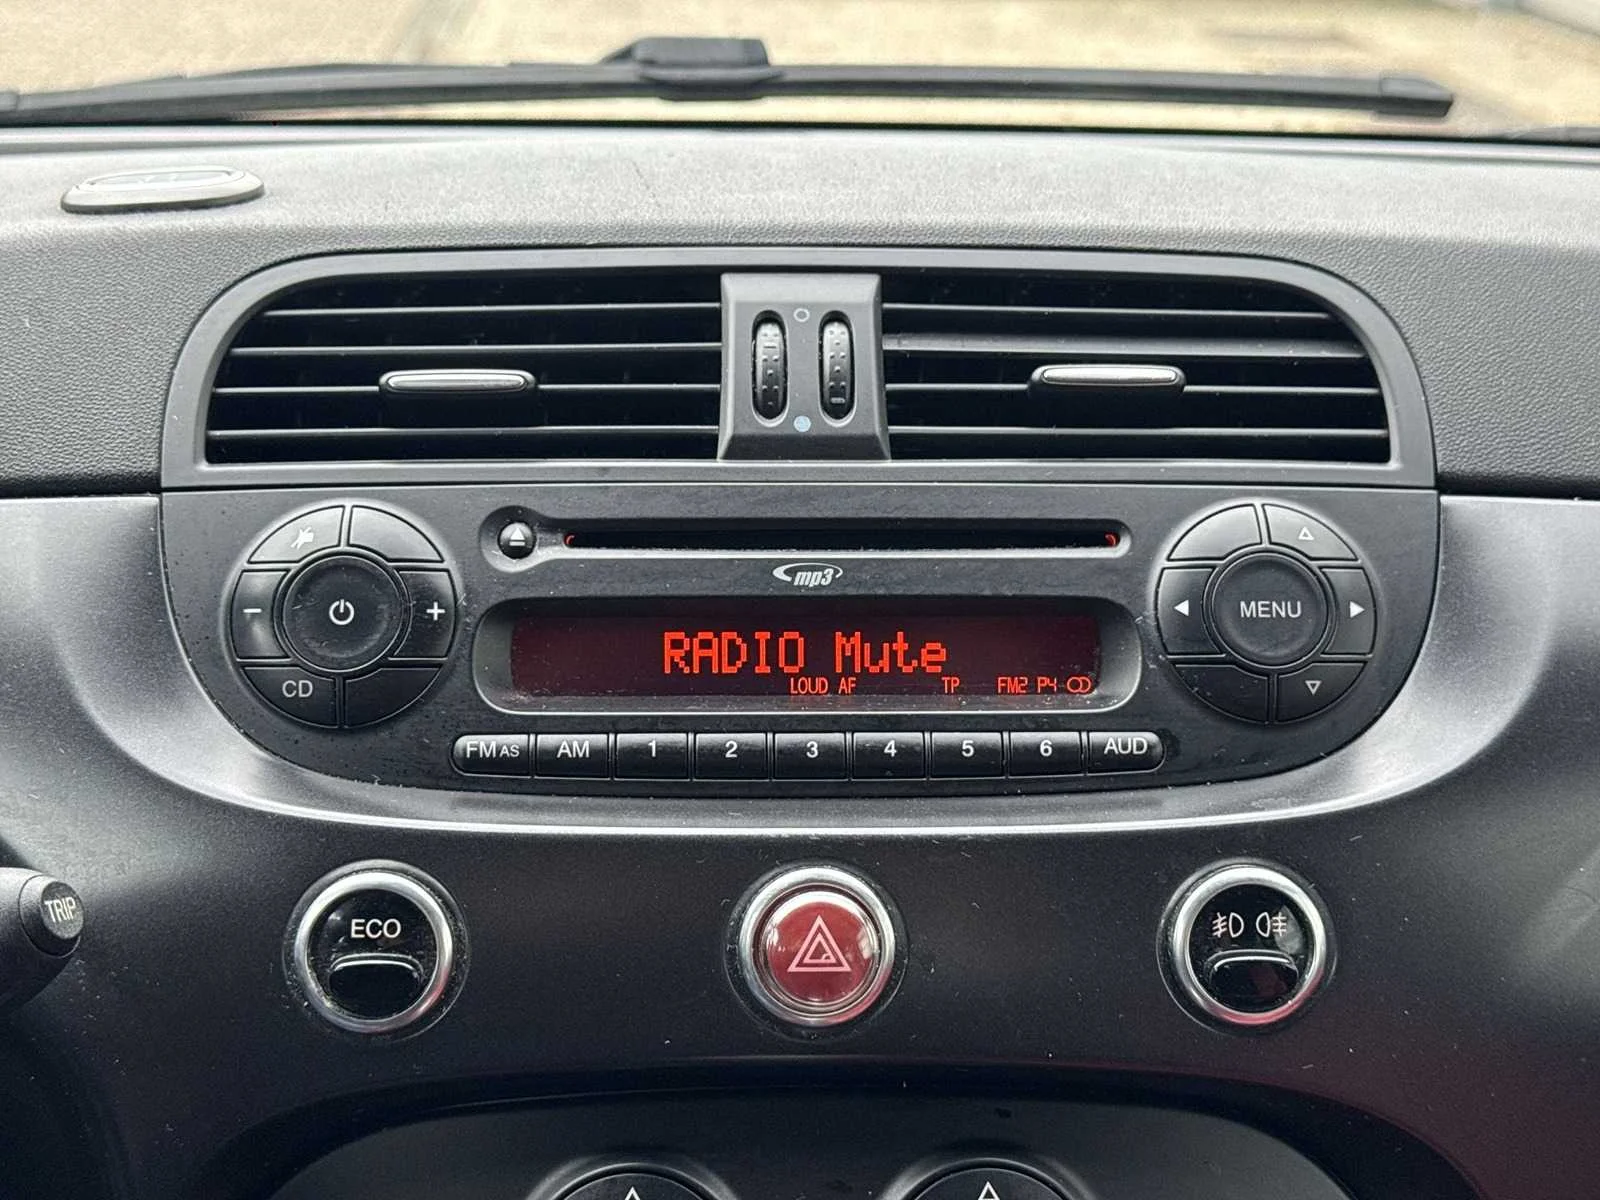 mp3
RADIO Mute
LOUD AF TP FM2 P4
CD
MENU
FM AS AM 1 2 3 4 5 6 AUD
TRIP
ECO